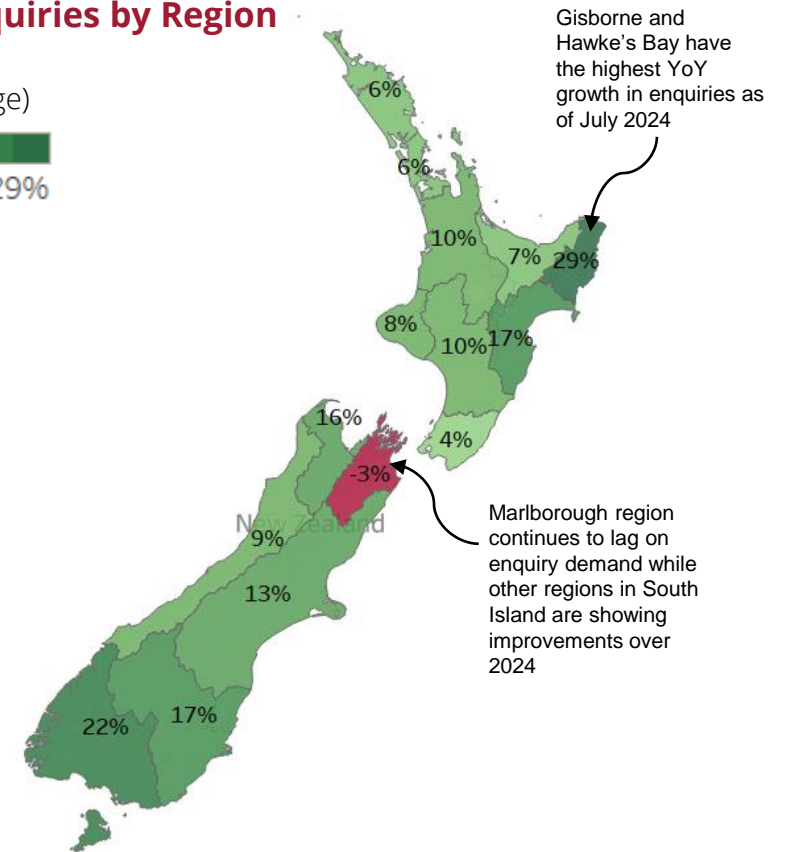 quiries by Region
ge)
29%
Gisborne and
Hawke's Bay have
the highest YoY
growth in enquiries as
of July 2024
6%
6%
10%
7%
29%
8%
10%
17%
4%
16%
-3%
New Zealand
9%
13%
17%
22%
Marlborough region
continues to lag on
enquiry demand while
other regions in South
Island are showing
improvements over
2024